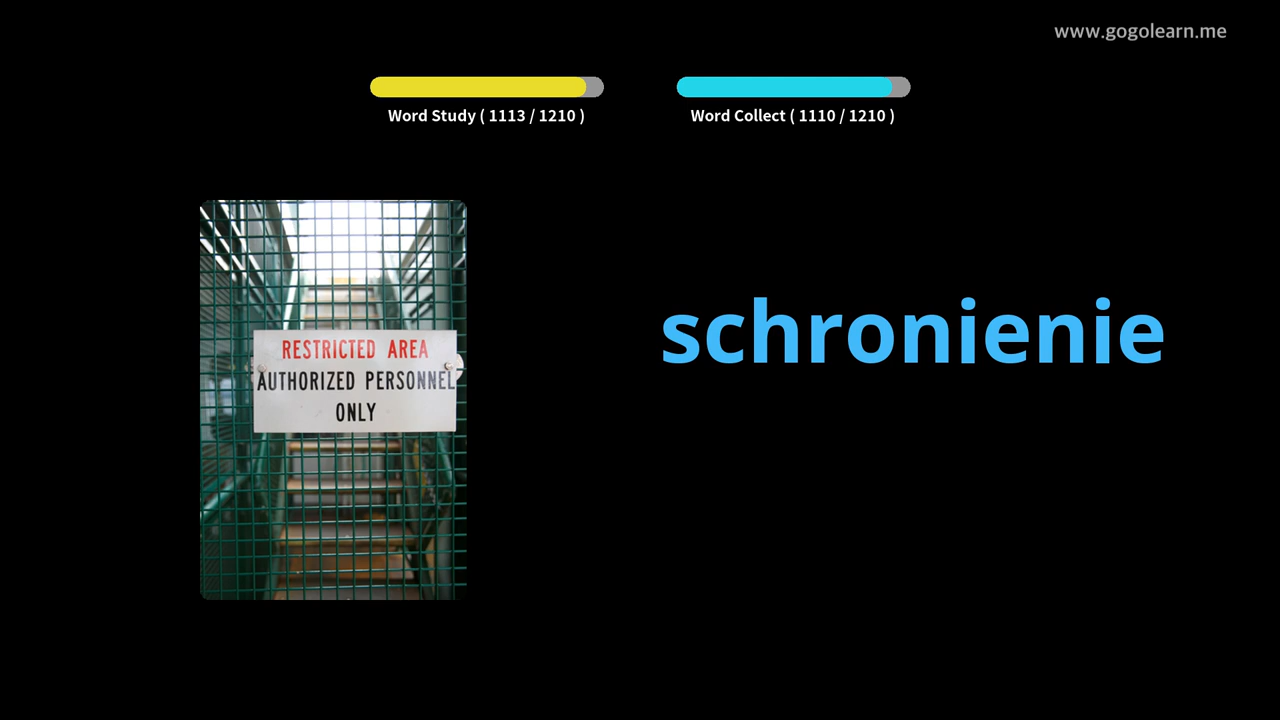 www.gogolearn.me
Word Study ( 1113 / 1210 )
Word Collect ( 1110 / 1210 )
RESTRICTED AREA
AUTHORIZED PERSONNEL
ONLY
schronienie